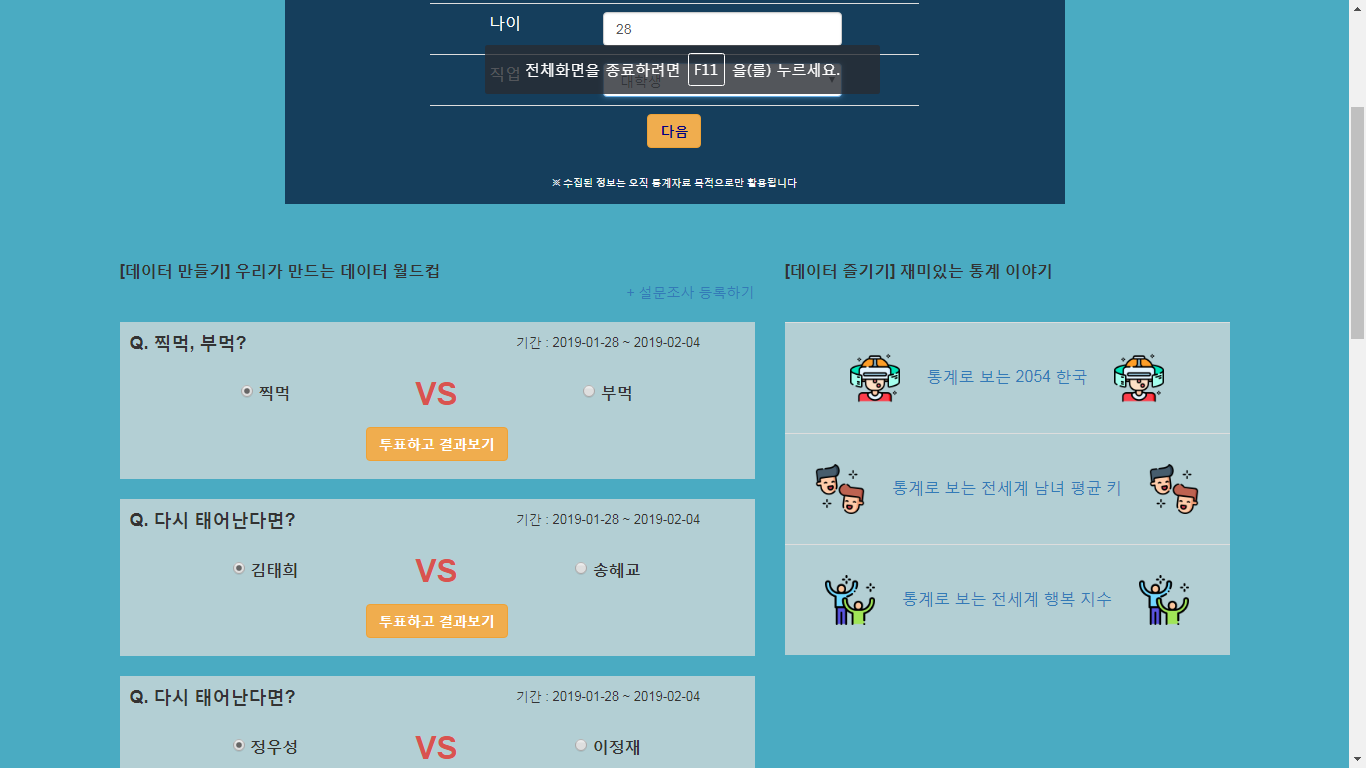 나이
28
전체화면을 종료하려면 F11 을(를) 누르세요.
직업
대학생
다음
※ 수집된 정보는 오직 통계자료 목적으로만 활용됩니다
[데이터 만들기] 우리가 만드는 데이터 월드컵
+ 설문조사 등록하기
Q. 찍먹, 부먹?
기간 : 2019-01-28 ~ 2019-02-04
찍먹
VS
부먹
투표하고 결과보기
Q. 다시 태어난다면?
기간 : 2019-01-28 ~ 2019-02-04
김태희
VS
송혜교
투표하고 결과보기
Q. 다시 태어난다면?
기간 : 2019-01-28 ~ 2019-02-04
정우성
VS
이정재
[데이터 즐기기] 재미있는 통계 이야기
통계로 보는 2054 한국
통계로 보는 전세계 남녀 평균 키
통계로 보는 전세계 행복 지수